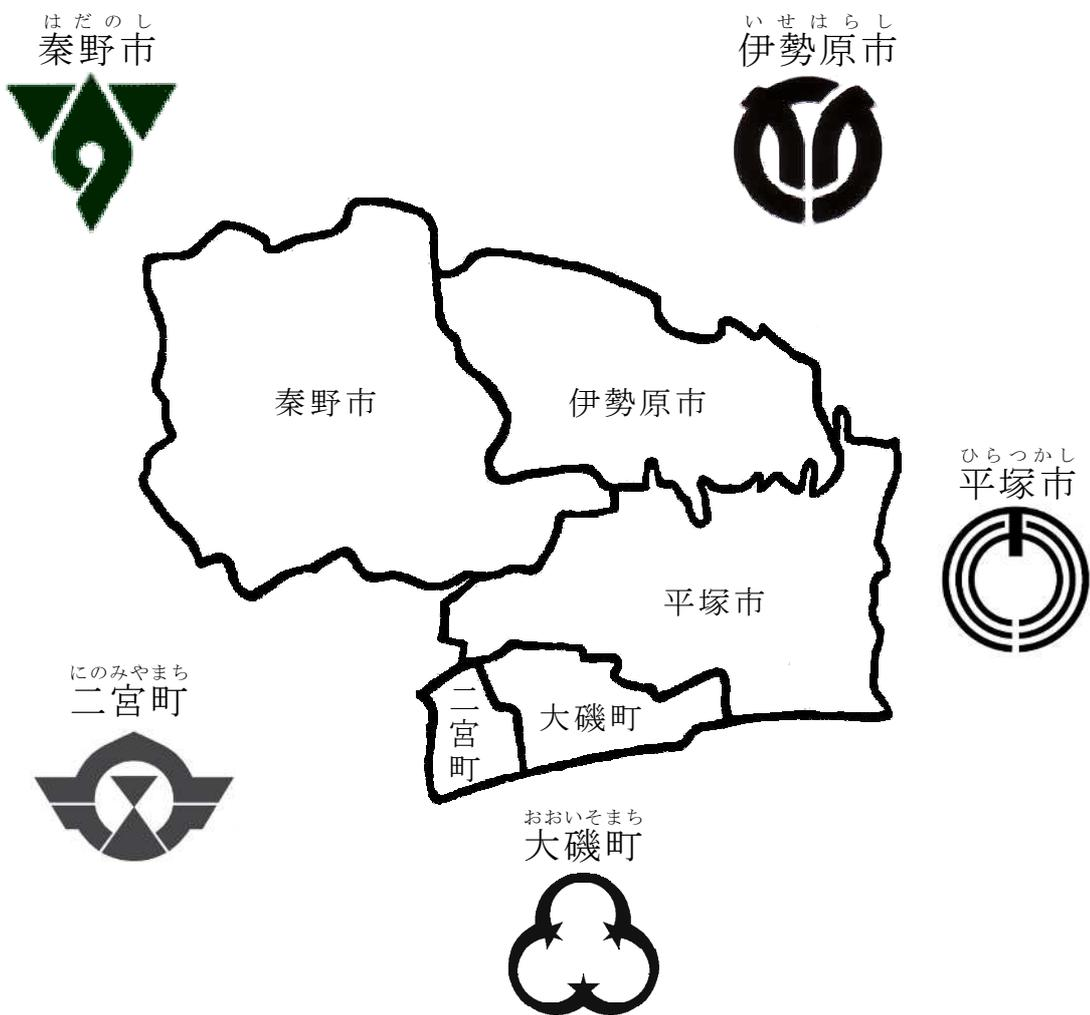 はだのし
秦野市
いせはらし
伊勢原市
秦野市
伊勢原市
ひらつかし
平塚市
平塚市
にのみやまち
二宮町
二宮町
大磯町
おおいそまち
大磯町